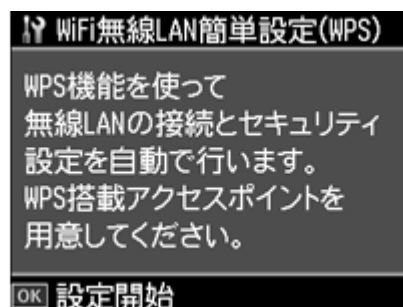 WiFi無線LAN簡単設定(WPS)
WPS機能を使って
無線LANの接続とセキュリティ
設定を自動で行います。
WPS搭載アクセスポイントを
用意してください。
OK 設定開始